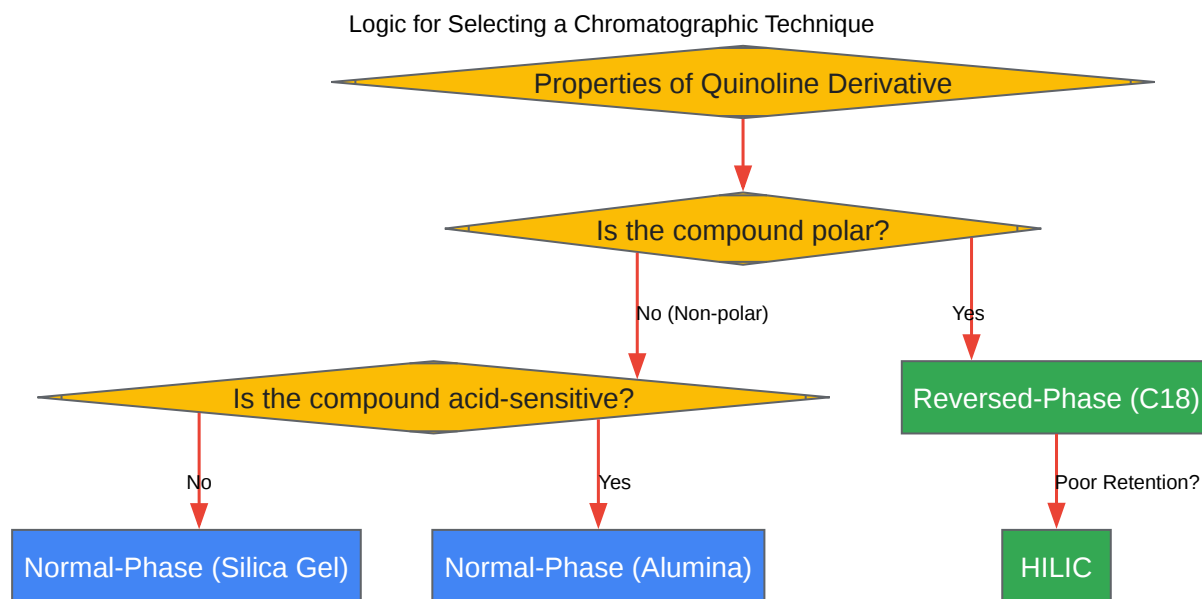 Logic for Selecting a Chromatographic Technique
Properties of Quinoline Derivative
Is the compound polar?
No (Non-polar)
Yes
Is the compound acid-sensitive?
Reversed-Phase (C18)
No
Yes
Poor Retention?
Normal-Phase (Silica Gel)
Normal-Phase (Alumina)
HILIC